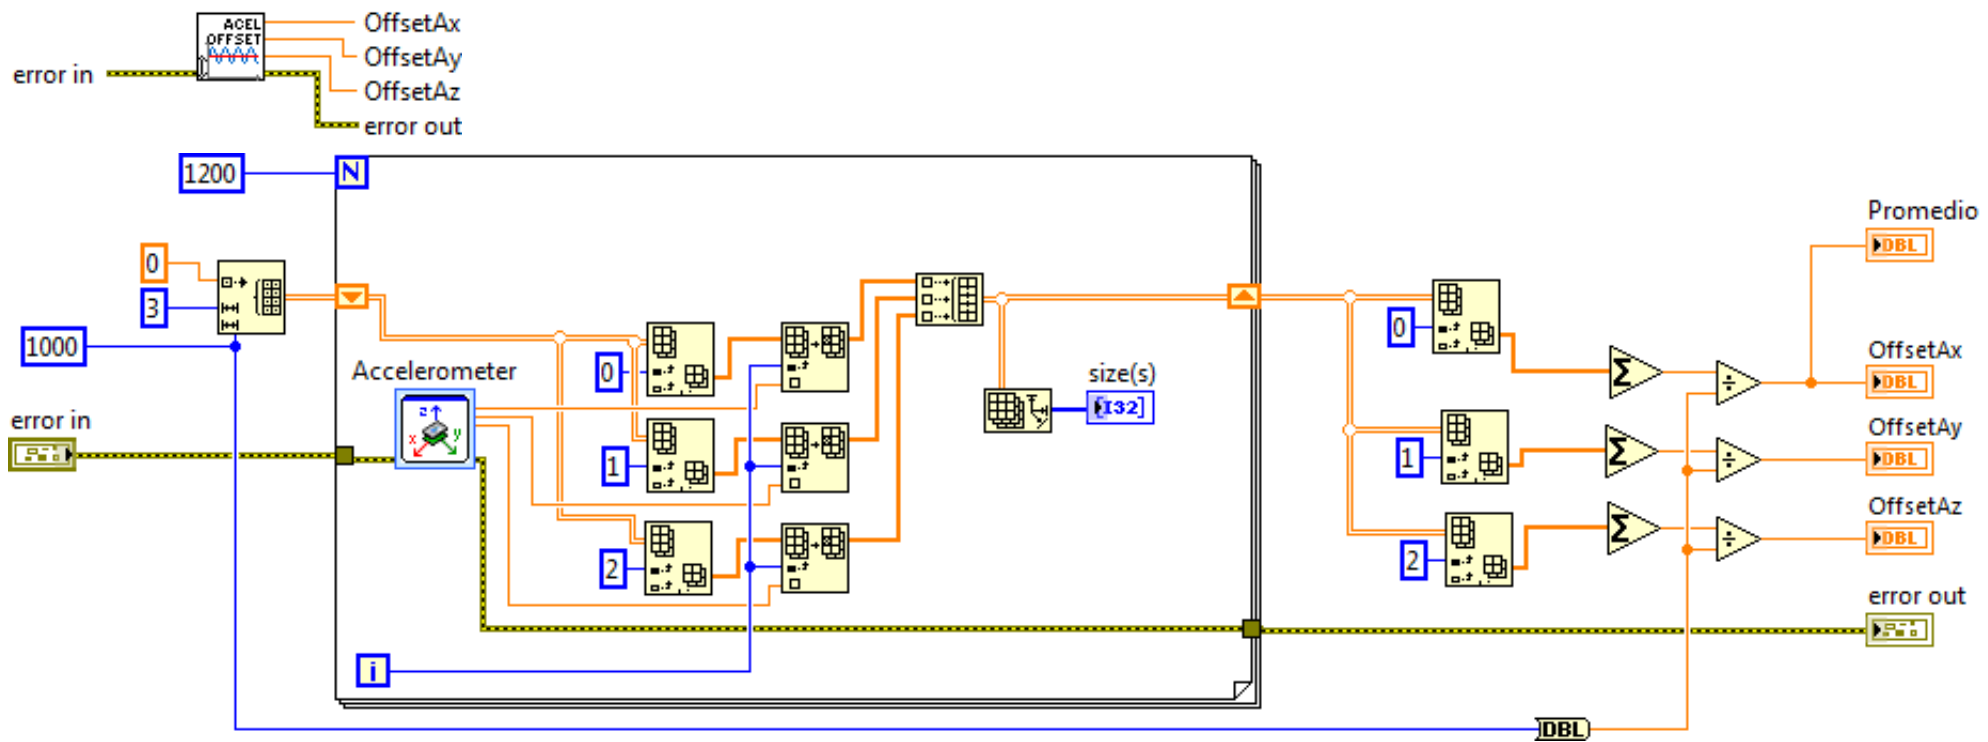 ACEL
OFFSET
OffsetAx
OffsetAy
OffsetAz
error in
error out
1200
N
0
3
1000
error in
Accelerometer
z
x
y
0
1
2
size(s)
[I32]
i
0
1
2
Σ
Σ
Σ
÷
÷
÷
DBL
Promedio
DBL
OffsetAx
DBL
OffsetAy
DBL
OffsetAz
DBL
error out